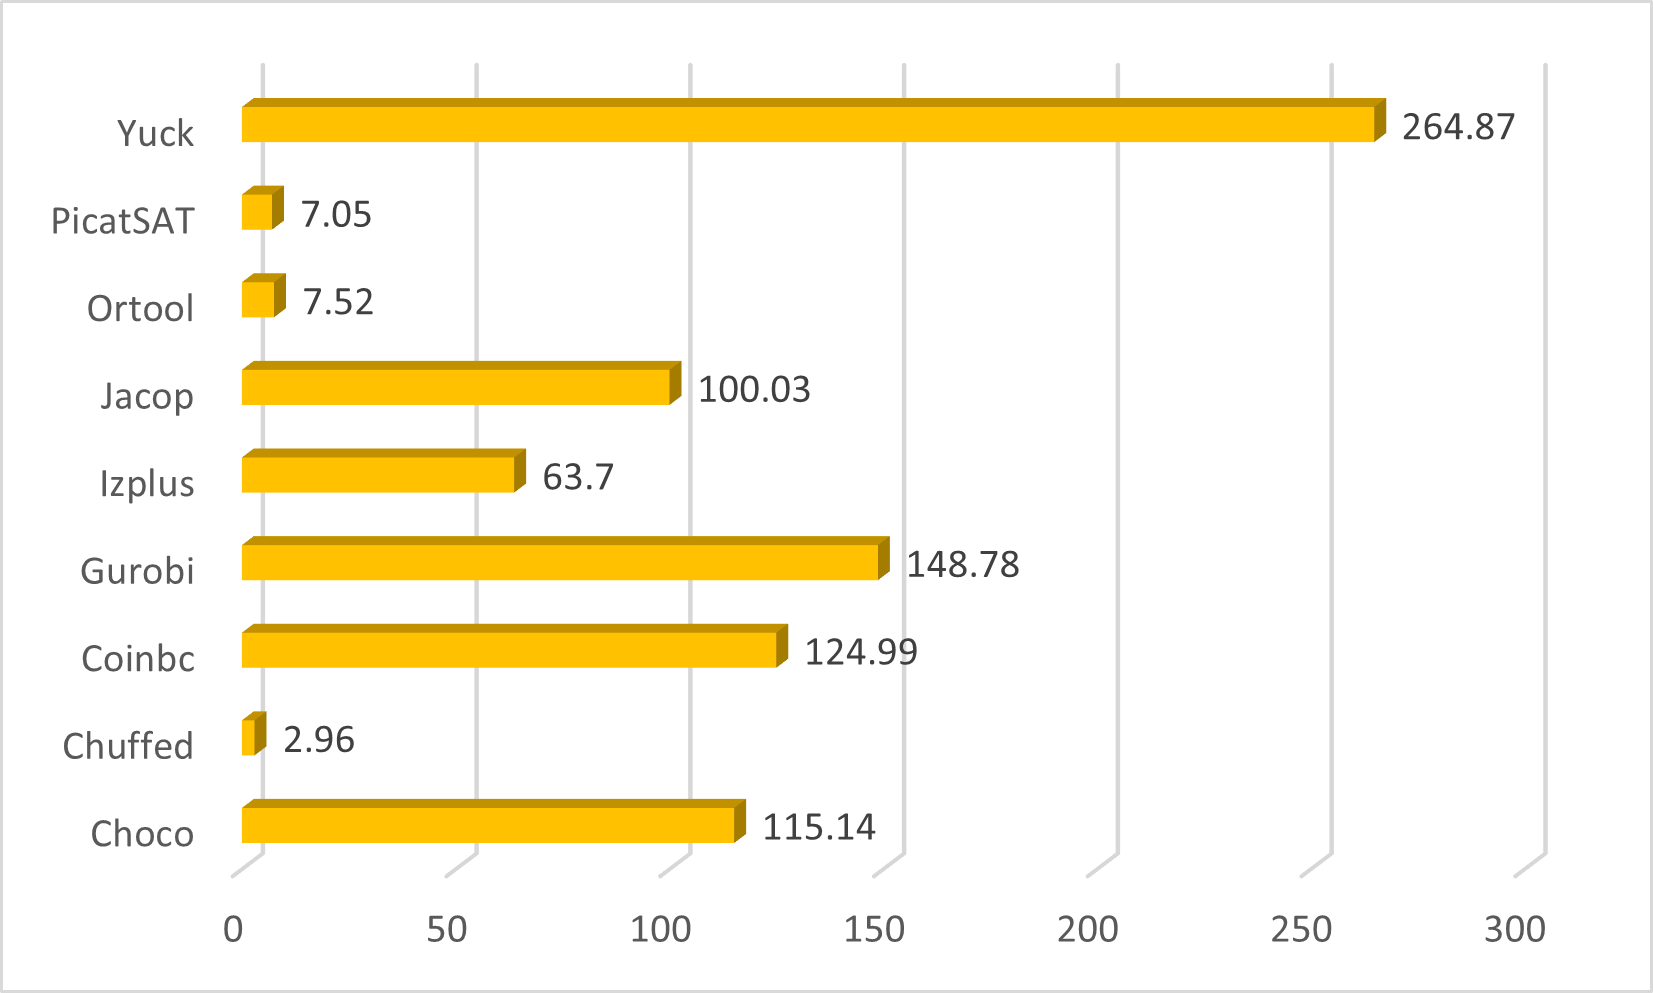 Yuck 264.87
PicatSAT 7.05
Ortool 7.52
Jacop 100.03
Izplus 63.7
Gurobi 148.78
Coinbc 124.99
Chuffed 2.96
Choco 115.14
0 50 100 150 200 250 300